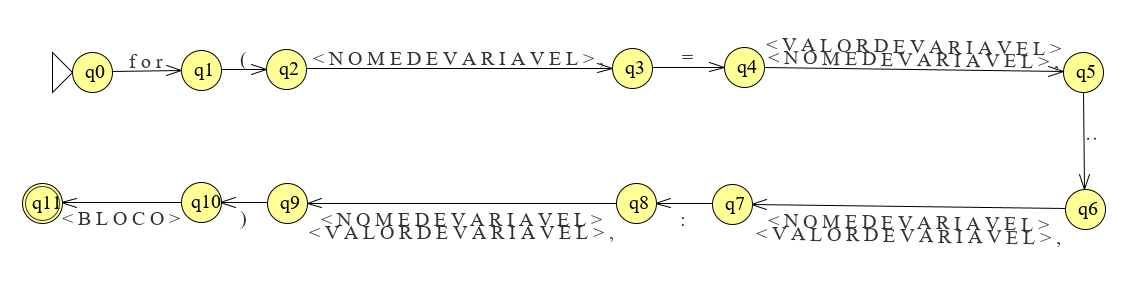 <VALORDEVARIAVEL>
q0 for q1 ( q2 <NOMEDEVARIAVEL>, q3 = q4 <NOMEDEVARIAVEL>, q5
..
q11 <BLOCO> q10 ) q9 <NOMEDEVARIAVEL> q8 : q7 <NOMEDEVARIAVEL> q6
<VALORDEVARIAVEL>, <VALORDEVARIAVEL>,